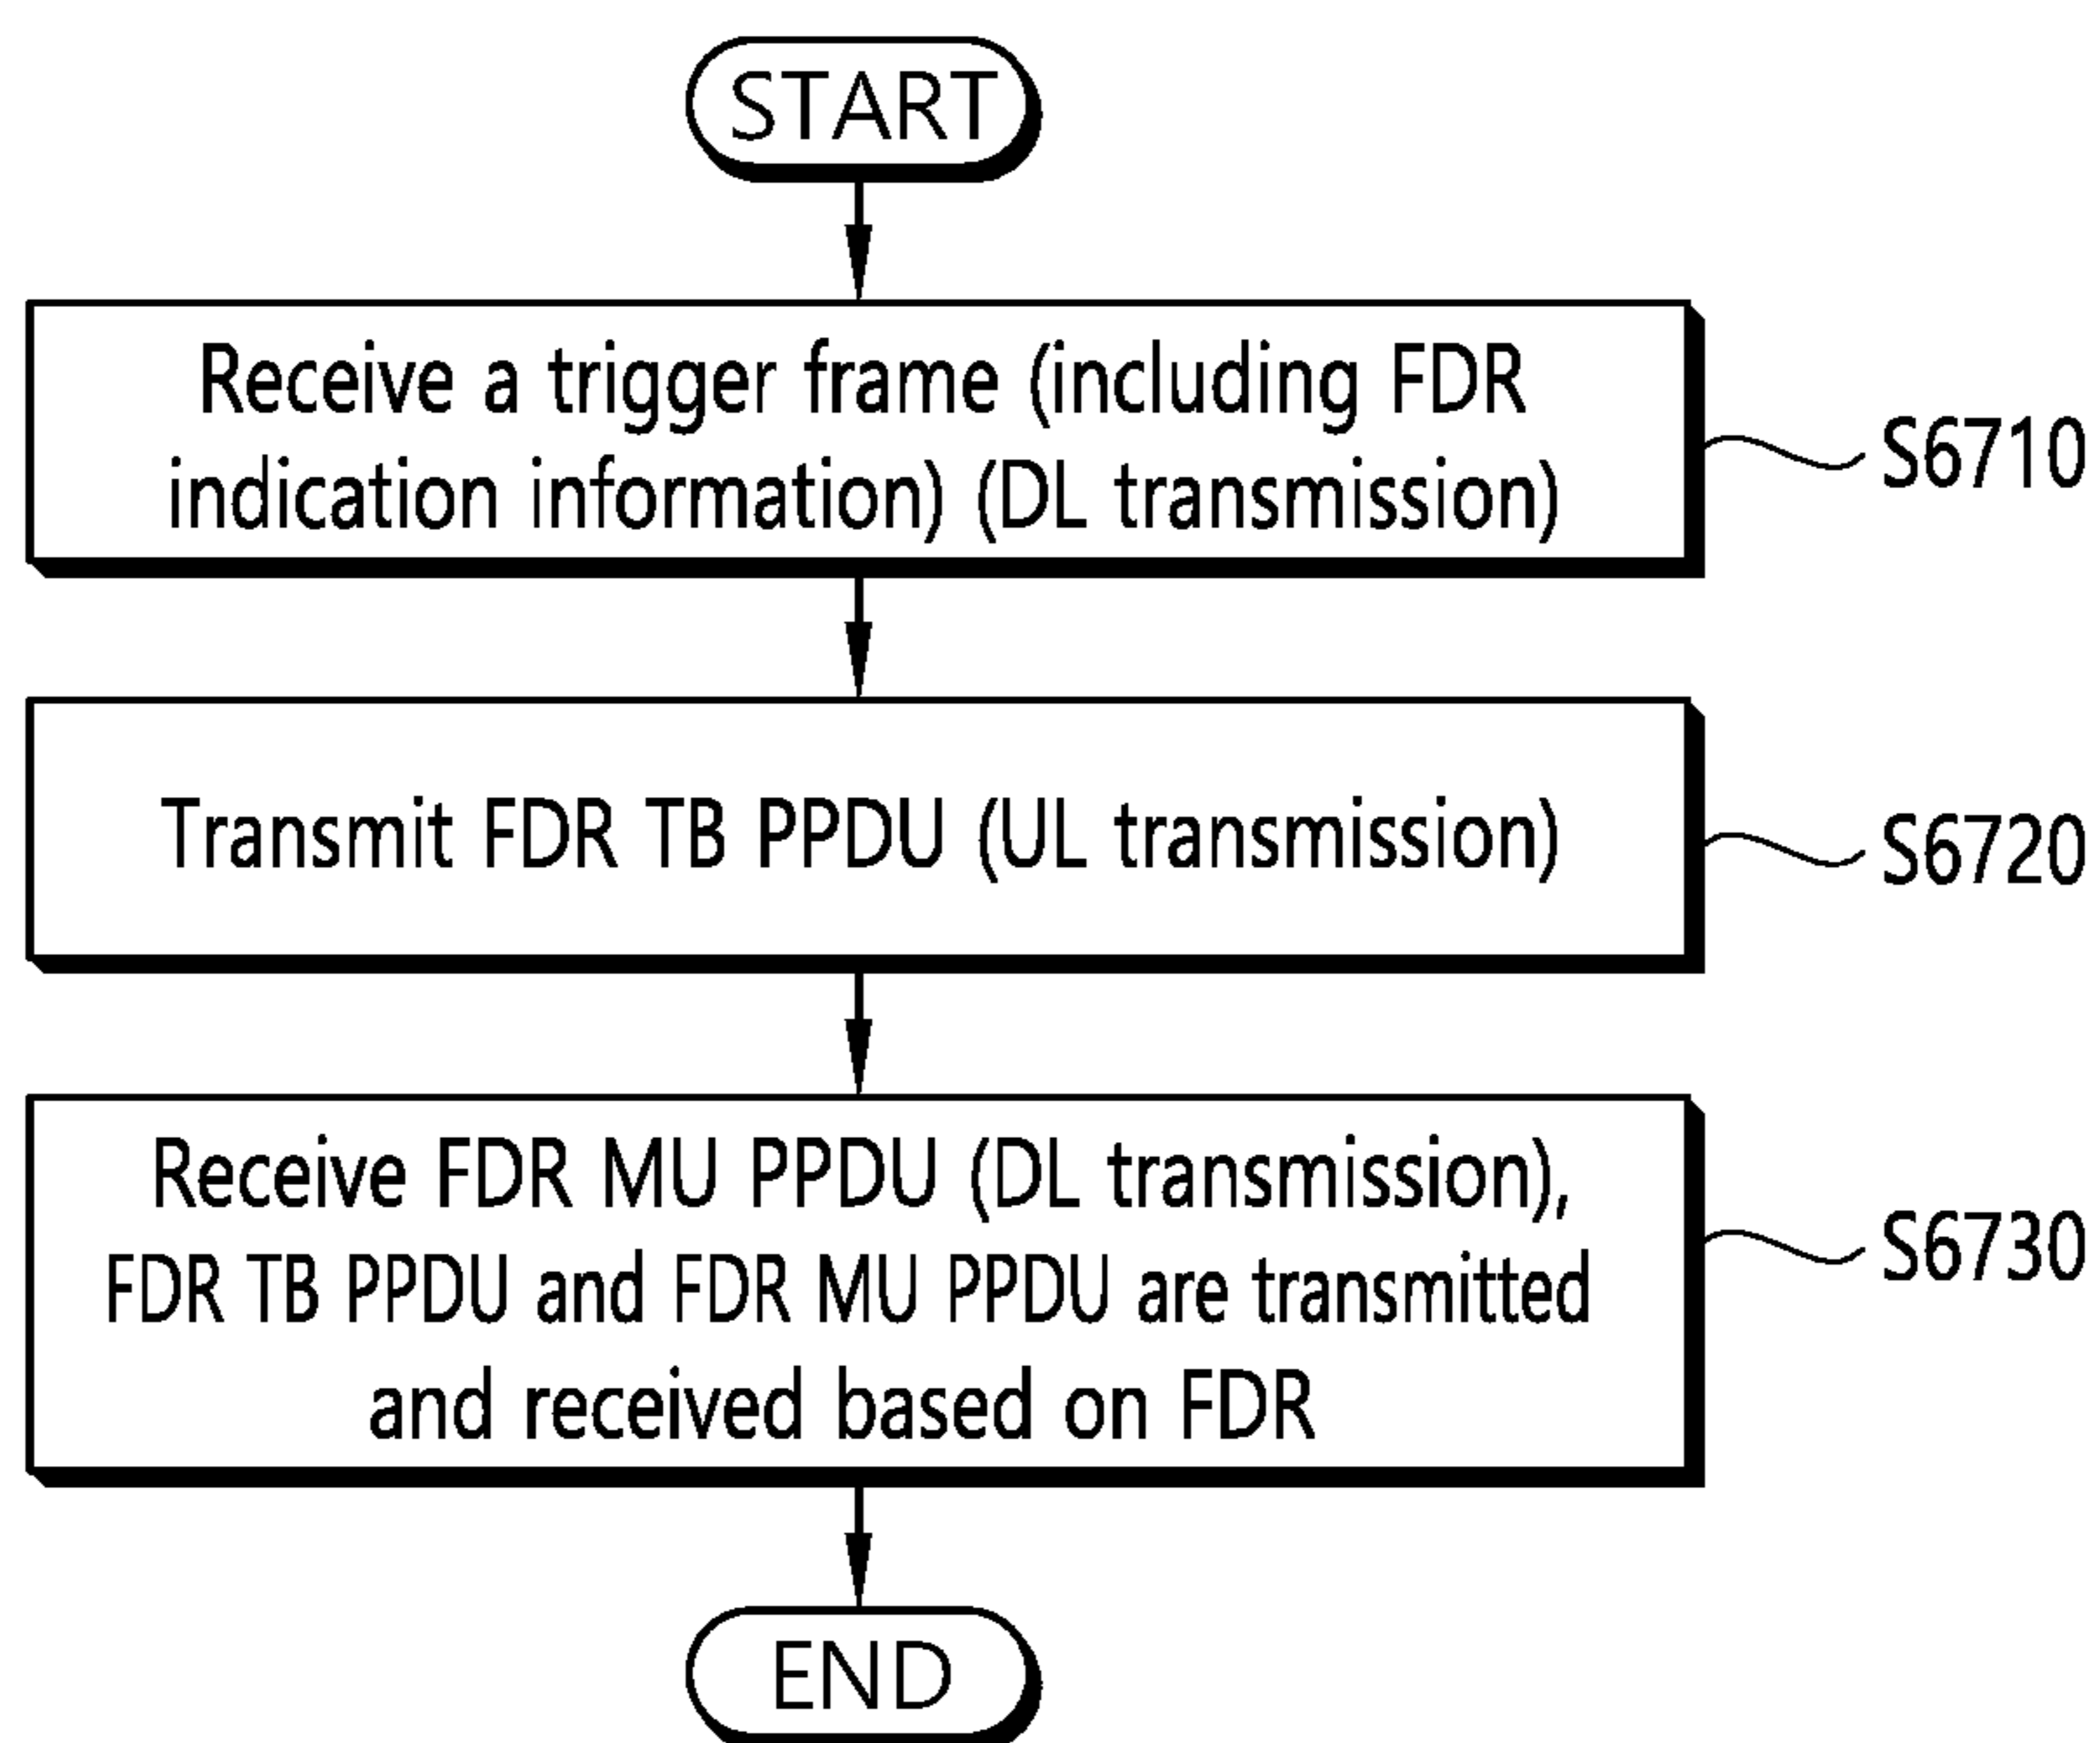 START
Receive a trigger frame (including FDR
indication information) (DL transmission)
S6710
Transmit FDR TB PPDU (UL transmission)
S6720
Receive FDR MU PPDU (DL transmission),
FDR TB PPDU and FDR MU PPDU are transmitted
and received based on FDR
S6730
END